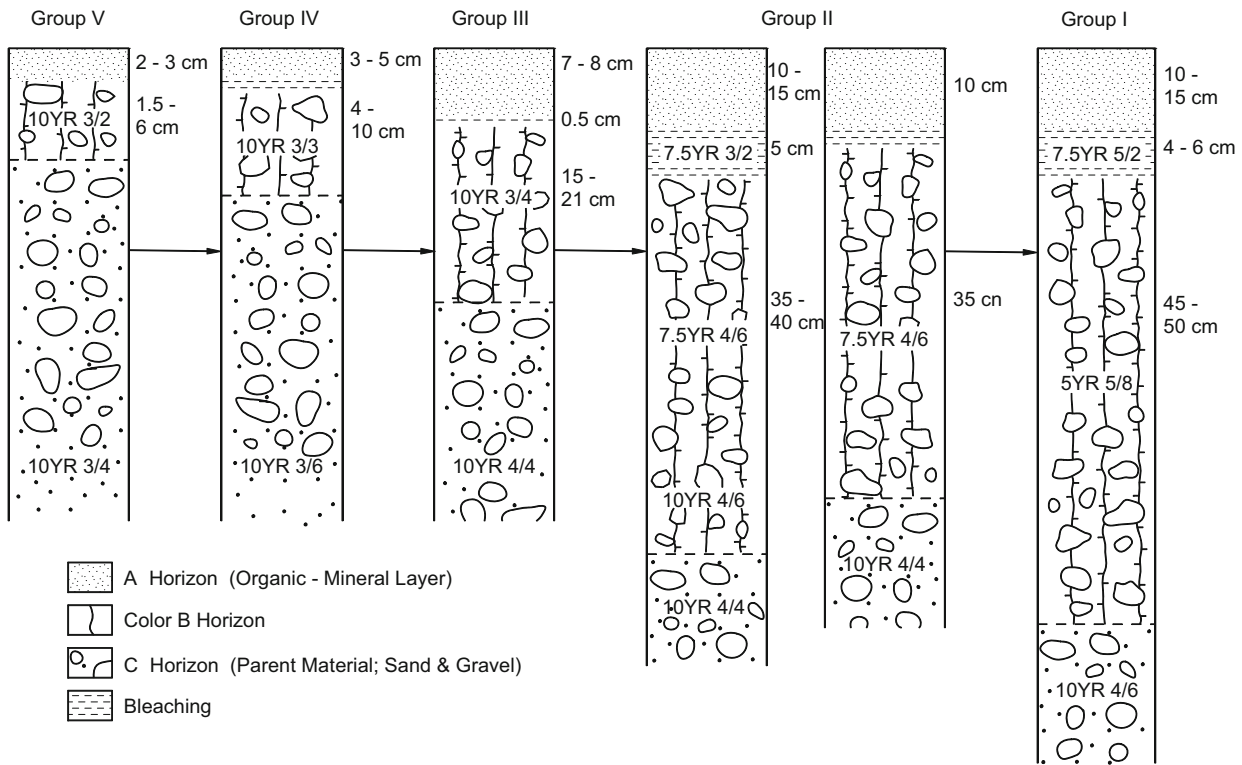 Group V
Group IV
Group III
Group II
Group I
2 - 3 cm
1.5 -
6 cm
10YR 3/2
10YR 3/4
3 - 5 cm
4 -
10 cm
10YR 3/3
10YR 3/6
7 - 8 cm
0.5 cm
15 -
21 cm
10YR 3/4
10YR 4/4
10 -
15 cm
5 cm
7.5YR 3/2
35 -
40 cm
7.5YR 4/6
10YR 4/6
10YR 4/4
10 cm
35 cn
7.5YR 4/6
10YR 4/4
10 -
15 cm
4 - 6 cm
7.5YR 5/2
45 -
50 cm
5YR 5/8
10YR 4/6
A Horizon (Organic - Mineral Layer)
Color B Horizon
C Horizon (Parent Material; Sand & Gravel)
Bleaching